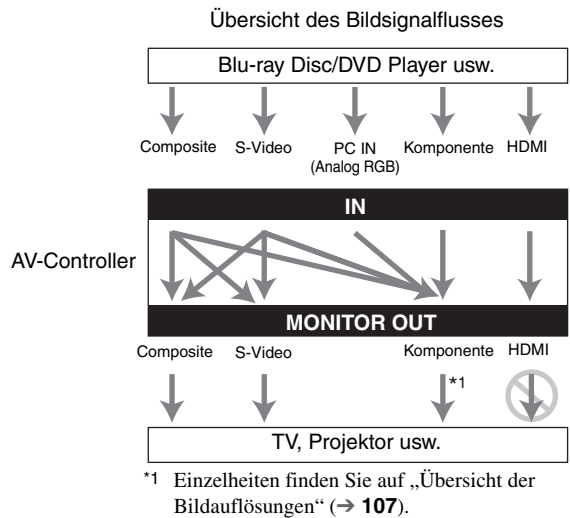 Übersicht des Bildsignalflusses
Blu-ray Disc/DVD Player usw.
Composite S-Video PC IN (Analog RGB) Komponente HDMI
IN
AV-Controller
MONITOR OUT
Composite S-Video Komponente HDMI
*1
TV, Projektor usw.
*1 Einzelheiten finden Sie auf „Übersicht der
Bildauflösungen“ (➔ 107).